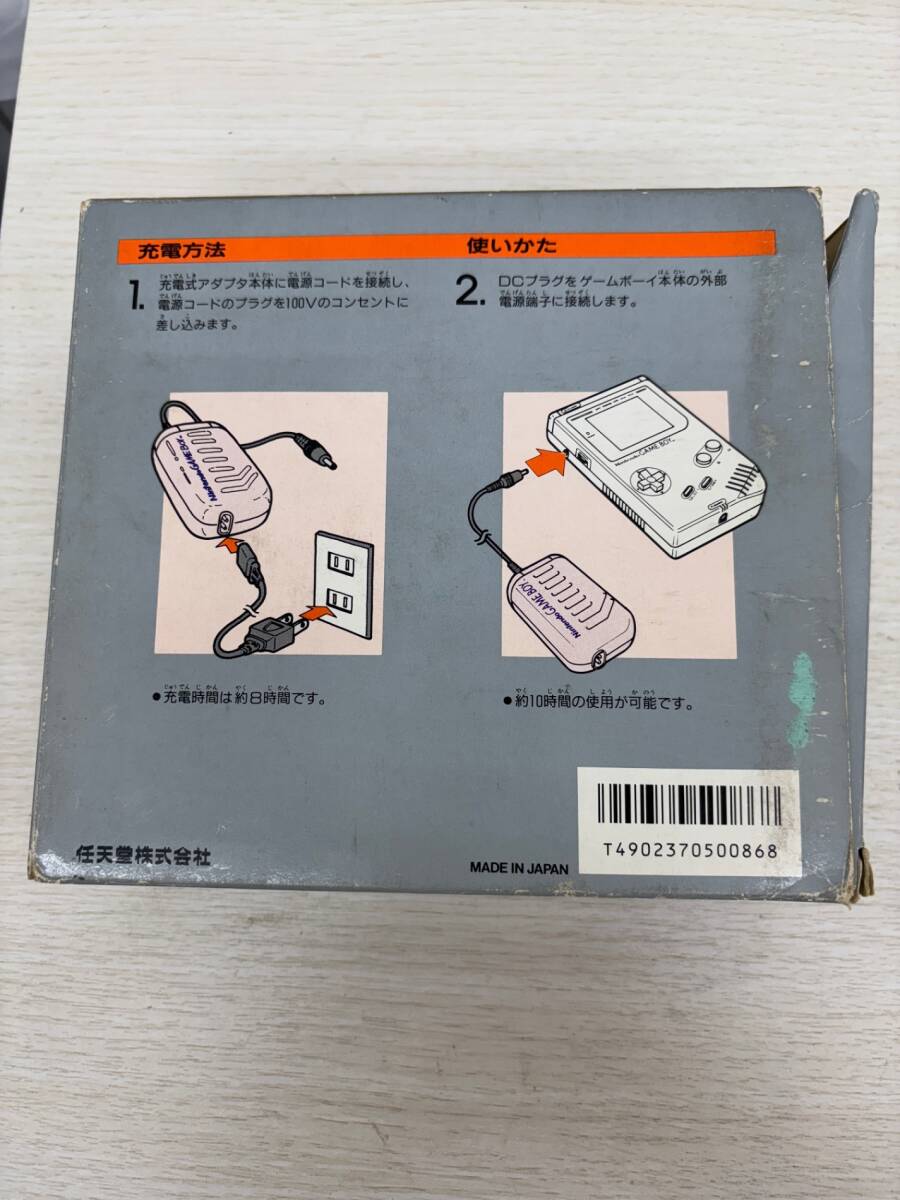 充電方法
1. 充電式アダプタ本体に電源コードを接続し、
電源コードのプラグを100Vのコンセントに
差し込みます。
Nintendo GAME BOY
●充電時間は約8時間です。
使いかた
2. DCプラグをゲームボーイ本体の外部
電源端子に接続します。
Nintendo GAME BOY™
Nintendo GAME BOY
●約10時間の使用が可能です。
任天堂株式会社
MADE IN JAPAN
T4902370500868